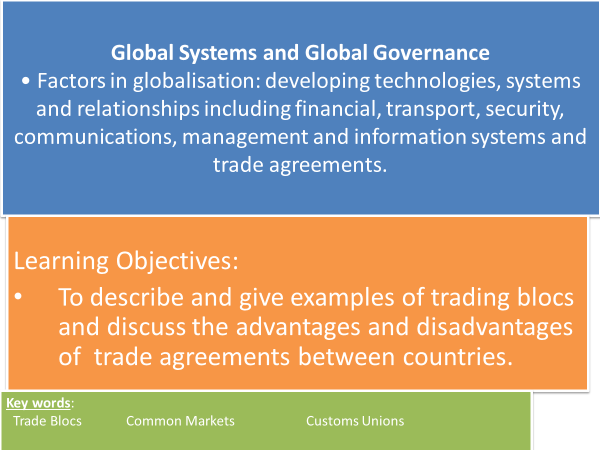 Global Systems and Global Governance
• Factors in globalisation: developing technologies, systems
and relationships including financial, transport, security,
communications, management and information systems and
trade agreements.
Learning Objectives:
• To describe and give examples of trading blocs
and discuss the advantages and disadvantages
of trade agreements between countries.
Key words:
Trade Blocs Common Markets Customs Unions